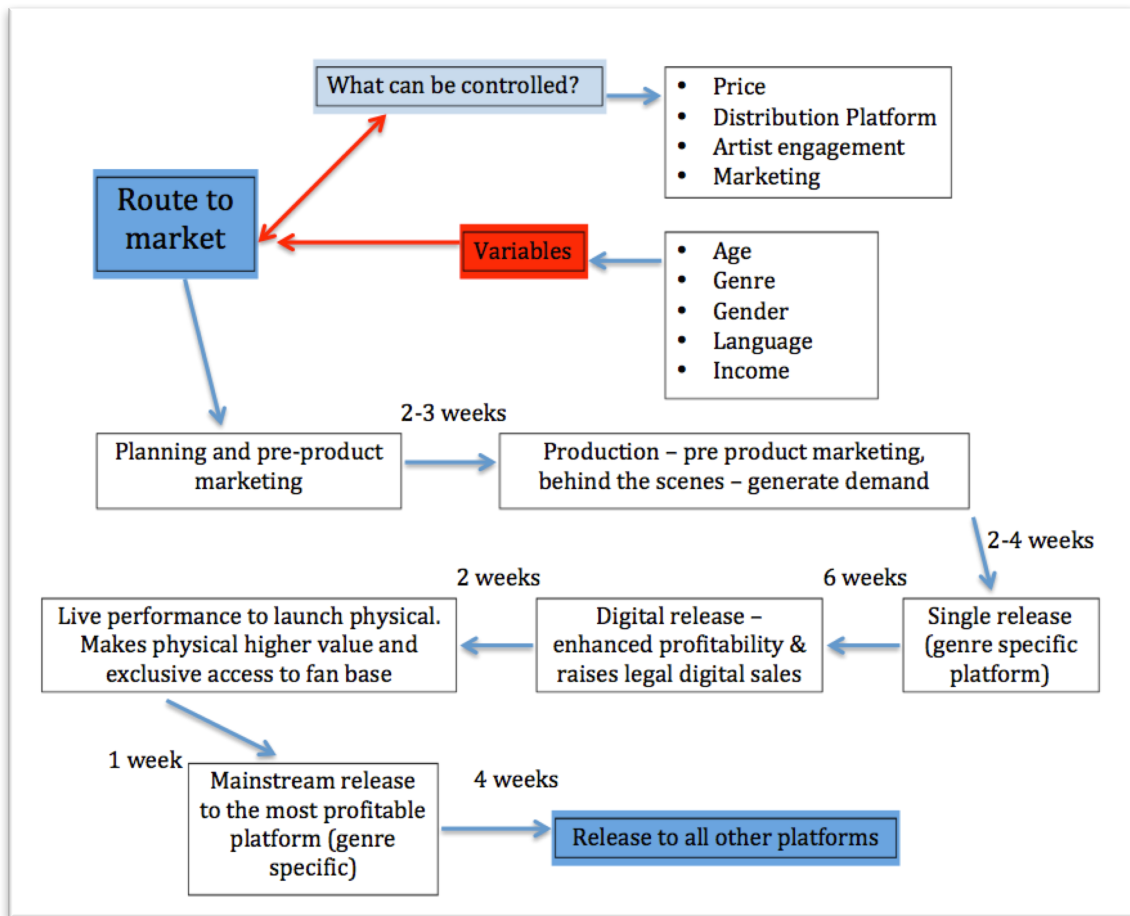 What can be controlled?
• Price
• Distribution Platform
• Artist engagement
• Marketing
Route to
market
Variables
• Age
• Genre
• Gender
• Language
• Income
2-3 weeks
Planning and pre-product
marketing
Production – pre product marketing,
behind the scenes – generate demand
2-4 weeks
6 weeks
2 weeks
Single release
(genre specific
platform)
Digital release –
enhanced profitability &
raises legal digital sales
Live performance to launch physical.
Makes physical higher value and
exclusive access to fan base
1 week
Mainstream release
to the most profitable
platform (genre
specific)
4 weeks
Release to all other platforms